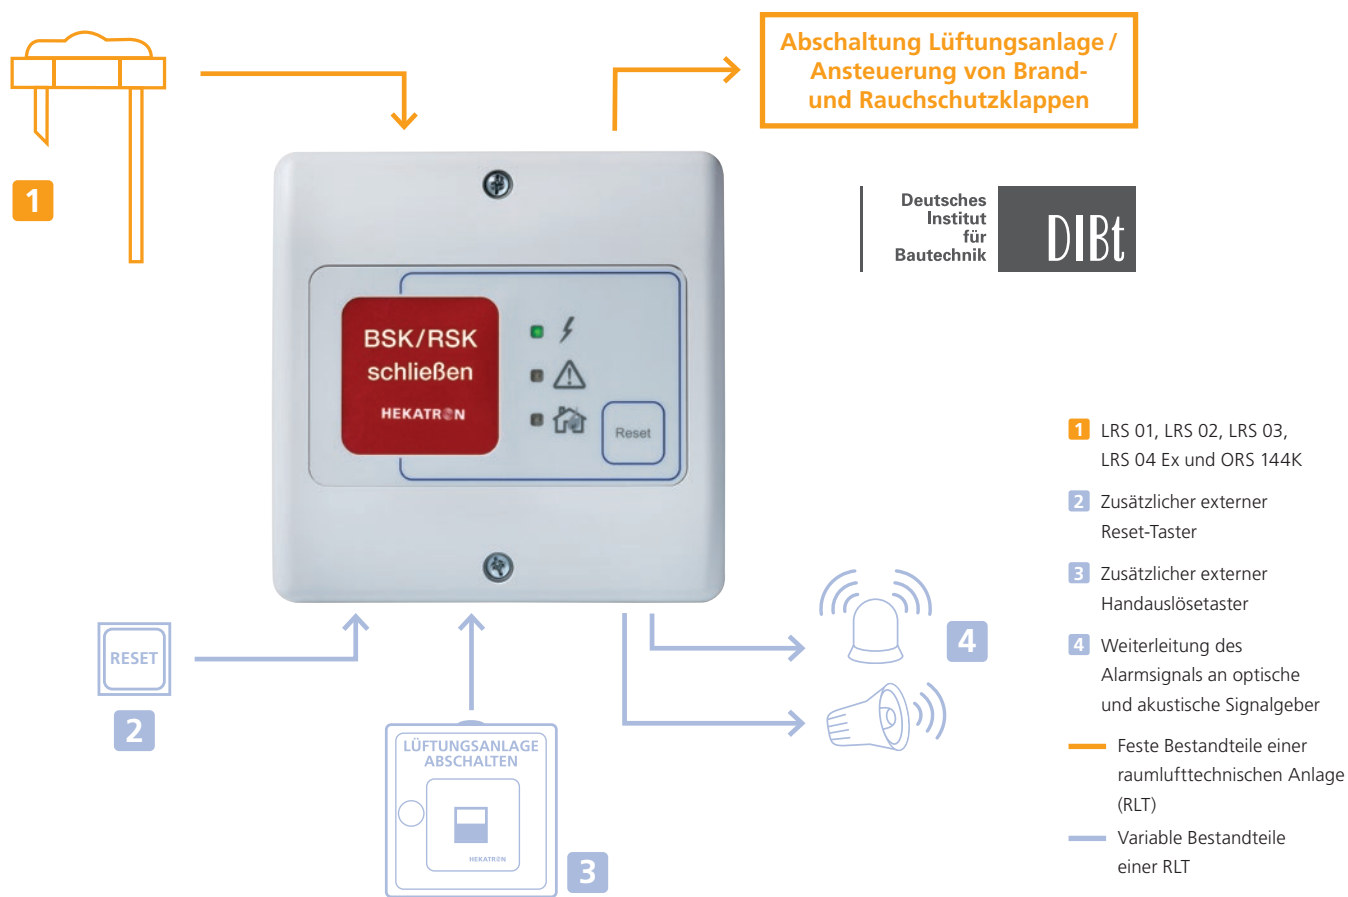 Abschaltung Lüftungsanlage /
Ansteuerung von Brand-
und Rauchschutzklappen
1
Deutsches
Institut
für
Bautechnik
DIBt
BSK/RSK
schließen
HEKATRON
Reset
RESET
2
LÜFTUNGSANLAGE
ABSCHALTEN
HEKATRON
3
4
1 LRS 01, LRS 02, LRS 03,
LRS 04 Ex und ORS 144K
2 Zusätzlicher externer
Reset-Taster
3 Zusätzlicher externer
Handauslösetaster
4 Weiterleitung des
Alarmsignals an optische
und akustische Signalgeber
Feste Bestandteile einer
raumlufttechnischen Anlage
(RLT)
Variable Bestandteile
einer RLT